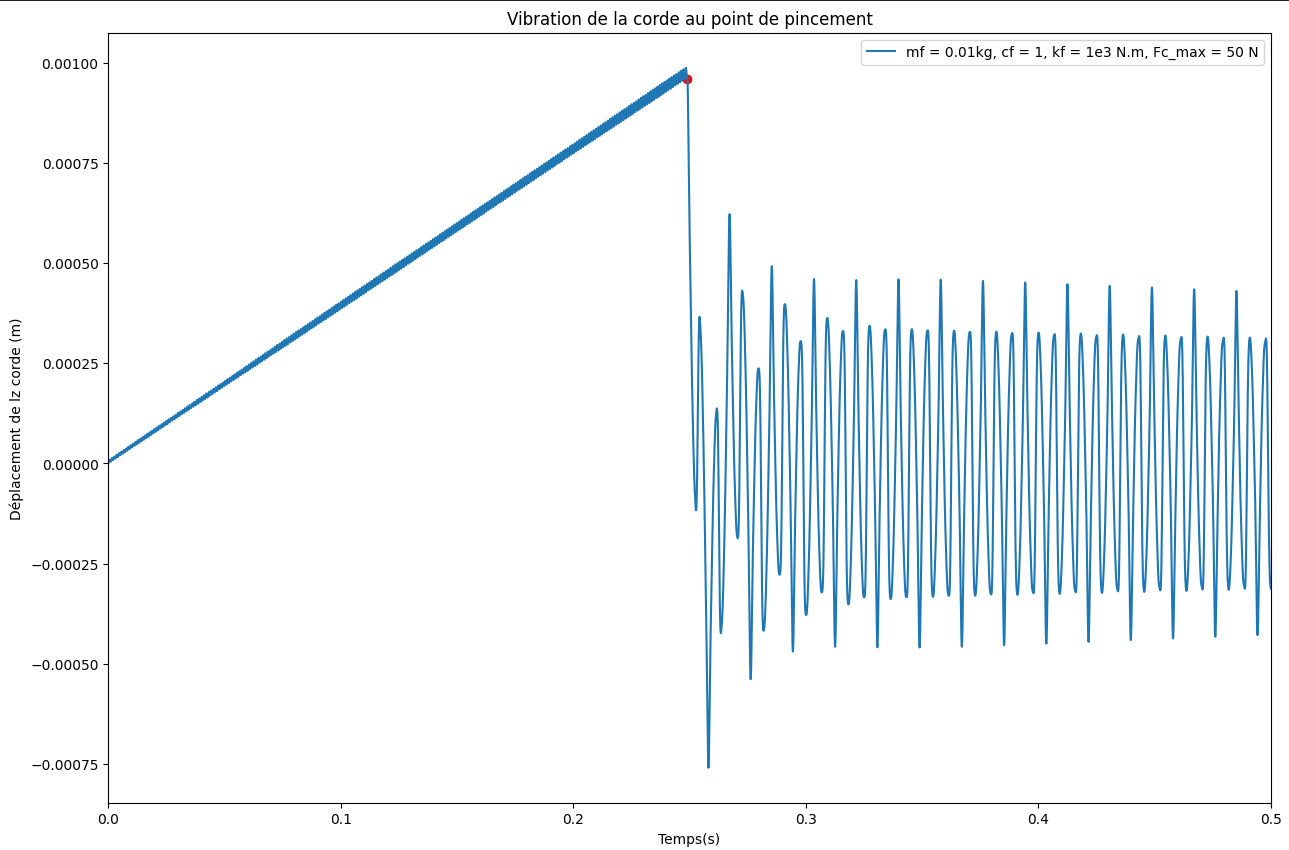 Vibration de la corde au point de pincement
mf = 0.01kg, cf = 1, kf = 1e3 N.m, Fc_max = 50 N
0.00100
0.00075
0.00050
0.00025
0.00000
−0.00025
−0.00050
−0.00075
Déplacement de lz corde (m)
0.0 0.1 0.2 0.3 0.4 0.5
Temps(s)